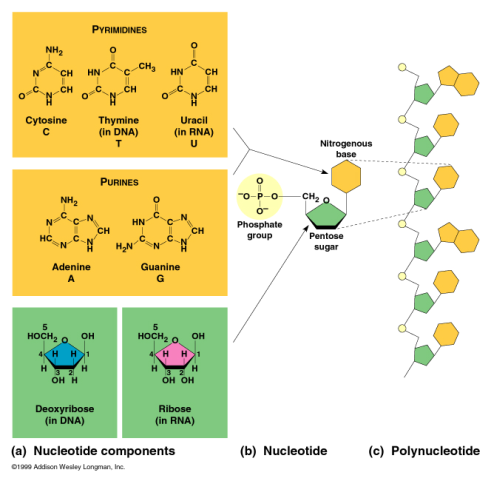 PYRIMIDINES
NH2
N
C
CH
C
CH
O
N
H
Cytosine
C
O
C
HN
C
CH3
C
CH
O
N
H
Thymine
(in DNA)
T
O
C
HN
CH
C
CH
O
N
H
Uracil
(in RNA)
U
PURINES
NH2
C
N
C
N
CH
HC
C
N
N
H
Adenine
A
O
C
HN
C
N
CH
C
C
H2N
N
N
H
Guanine
G
5
HOCH2
O
OH
4
H
H
1
H
3
2
H
OH
H
Deoxyribose
(in DNA)
5
HOCH2
O
OH
4
H
H
1
H
3
2
H
OH
OH
Ribose
(in RNA)
Nitrogenous
base
O
−O
P
O
CH2
O
O−
Phosphate
group
Pentose
sugar
(a) Nucleotide components
(b) Nucleotide
(c) Polynucleotide
©1999 Addison Wesley Longman, Inc.